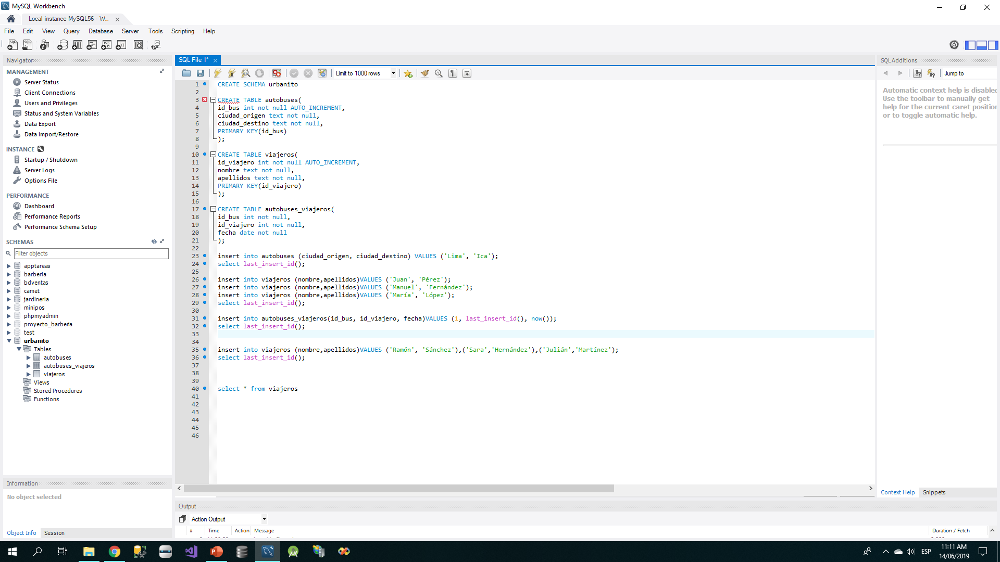 MySQL Workbench
Local instance MySQL56 - W...
File Edit View Query Database Server Tools Scripting Help
Navigator
MANAGEMENT
Server Status
Client Connections
Users and Privileges
Status and System Variables
Data Export
Data Import/Restore
INSTANCE
Startup / Shutdown
Server Logs
Options File
PERFORMANCE
Dashboard
Performance Reports
Performance Schema Setup
SCHEMAS
Filter objects
apptareas
barberia
bdventas
camet
jardineria
minipos
phpmyadmin
proyecto_barberia
test
urbanito
Tables
autobuses
autobuses_viajeros
viajeros
Views
Stored Procedures
Functions
Information
No object selected
Object Info Session
SQL File 1*
Limit to 1000 rows
1 CREATE SCHEMA urbanito
2
3 CREATE TABLE autobuses(
4 id_bus int not null AUTO_INCREMENT,
5 ciudad_origen text not null,
6 ciudad_destino text not null,
7 PRIMARY KEY(id_bus)
8 );
9
10 CREATE TABLE viajeros(
11 id_viajero int not null AUTO_INCREMENT,
12 nombre text not null,
13 apellidos text not null,
14 PRIMARY KEY(id_viajero)
15 );
16
17 CREATE TABLE autobuses_viajeros(
18 id_bus int not null,
19 id_viajero int not null,
20 fecha date not null
21 );
22
23 insert into autobuses (ciudad_origen, ciudad_destino) VALUES ('Lima', 'Ica');
24 select last_insert_id();
25
26 insert into viajeros (nombre,apellidos)VALUES ('Juan', 'Pérez');
27 insert into viajeros (nombre,apellidos)VALUES ('Manuel', 'Fernández');
28 insert into viajeros (nombre,apellidos)VALUES ('María', 'López');
29 select last_insert_id();
30
31 insert into autobuses_viajeros(id_bus, id_viajero, fecha)VALUES (1, last_insert_id(), now());
32 select last_insert_id();
33
34
35 insert into viajeros (nombre,apellidos)VALUES ('Ramón', 'Sánchez'),('Sara','Hernández'),('Julián','Martínez');
36 select last_insert_id();
37
38
39
40 select * from viajeros
41
42
43
44
45
46
Output
Action Output
# Time Action Message Duration / Fetch
SQLAdditions
Jump to
Automatic context help is disabled
Use the toolbar to manually get
help for the current caret position
or to toggle automatic help.
Context Help Snippets
ESP
11:11 AM
14/06/2019